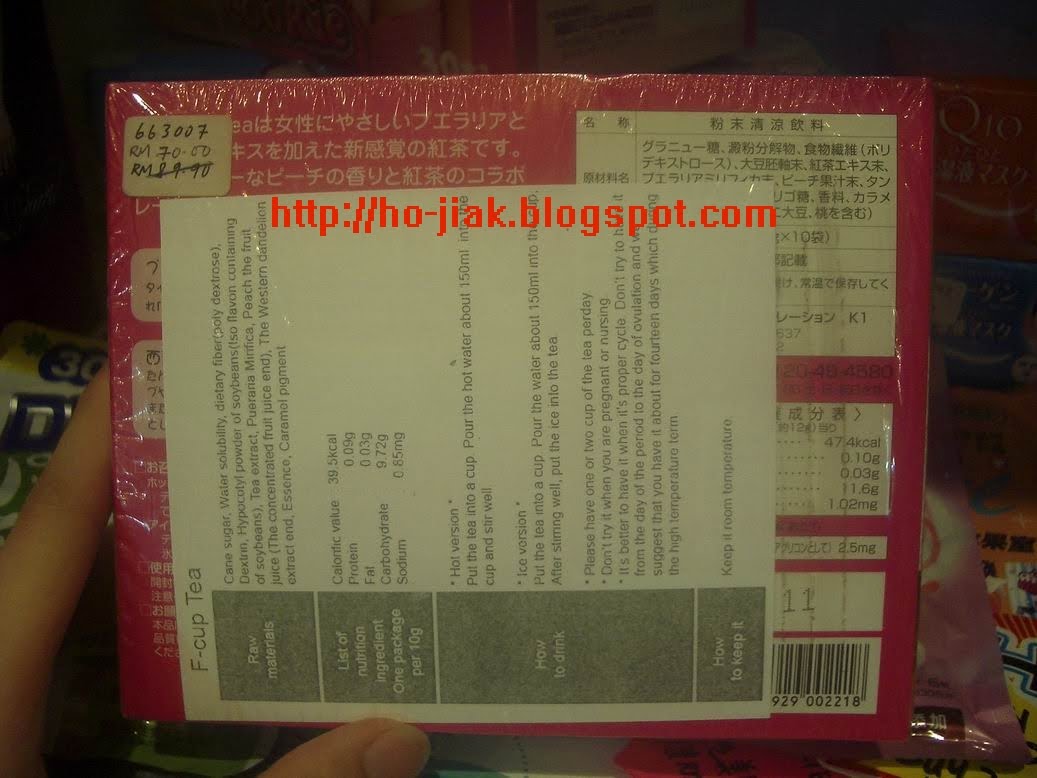 663007
RM 70.00
RM 89.90
eaは女性にやさしいプエラリアと
キスを加えた新感覚の紅茶です。
ーなピーチの香りと紅茶のコラボ
http://ho-jiak.blogspot.com
F-cup Tea
Raw
materials
Cane sugar, Water solubility, dietary fiber(poly dextrose),
Dextrin, Hypocotyl powder of soybeans(Iso flavon containing
of soybeans), Tea extract, Pueraria Mirifica, Peach the fruit
juice (The concentrated fruit juice end), The Western dandelion
extract end, Essence, Caramel pigment
List of
nutrition
ingredient
One package
per 10g
Calorific value 39.5kcal
Protein 0.09g
Fat 0.03g
Carbohydrate 9.72g
Sodium 0.85mg
How
to drink
* Hot version *
Put the tea into a cup. Pour the hot water about 150ml into the
cup and stir well
* Ice version *
Put the tea into a cup. Pour the water about 150ml into the cup.
After stirring well, put the ice into the tea.
* Please have one or two cup of the tea perday
* Don't try it when you are pregnant or nursing.
* It's better to have it when it's proper cycle. Don't try to have it
from the day of the period to the day of ovulation and we
suggest that you have it about for fourteen days which during
the high temperature term
How
to keep it
Keep it room temperature
名 称 粉末清涼飲料
原材料名
グラニュー糖、澱粉分解物、食物繊維(ポリ
デキストロース)、大豆胚軸末、紅茶エキス末、
プエラリアミリフィカ末、ピーチ果汁末、タン
リゴ糖、香料、カラメ
大豆、桃を含む)
×10袋)
部記載
け、常温で保存してく
レーション K1
637
2
20-48-4580
成分表〉
47.4kcal
0.10g
0.03g
11.6g
1.02mg
2.5mg
11
929 002218
Q10
30